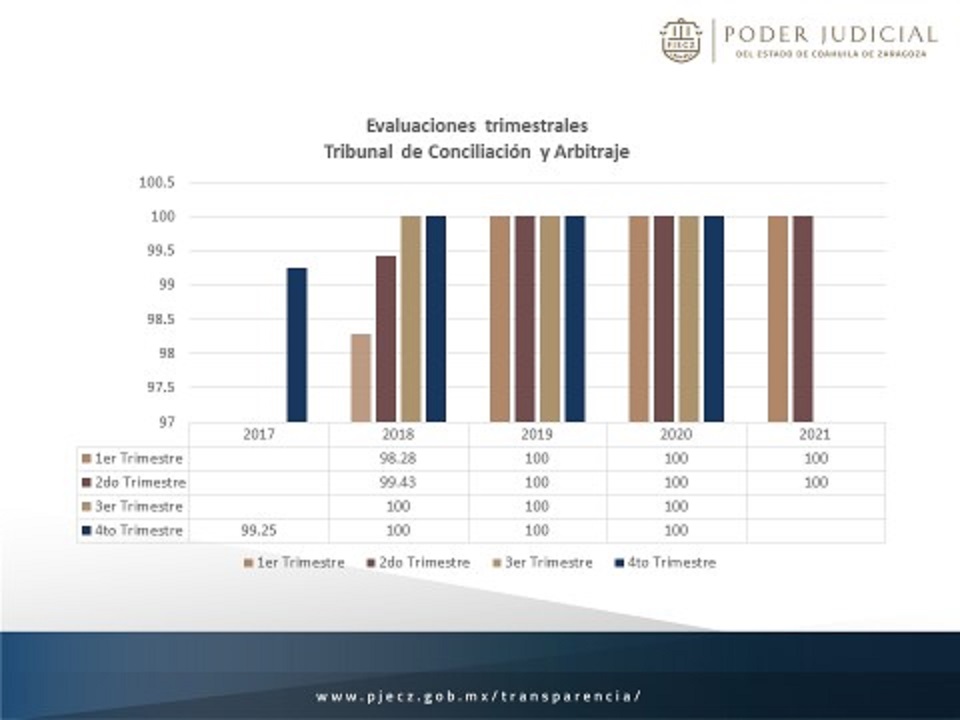 PJECZ
PODER JUDICIAL
DEL ESTADO DE COAHUILA DE ZARAGOZA
Evaluaciones trimestrales
Tribunal de Conciliación y Arbitraje
100.5
100
99.5
99
98.5
98
97.5
97
2017 2018 2019 2020 2021
1er Trimestre 98.28 100 100 100
2do Trimestre 99.43 100 100 100
3er Trimestre 100 100 100
4to Trimestre 99.25 100 100 100
1er Trimestre 2do Trimestre 3er Trimestre 4to Trimestre
www.pjecz.gob.mx/transparencia/